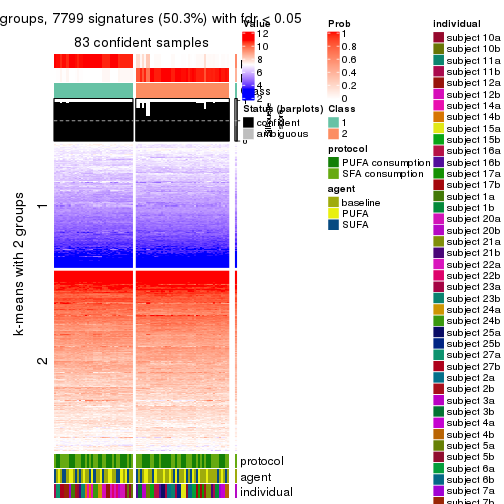 groups, 7799 signatures (50.3%) with fdr < 0.05
83 confident samples
k-means with 2 groups
1
2
protocol
agent
individual
Value
12
10
8
6
4
2
Status (barplots)
confident
ambiguous
Prob
1
0.8
0.6
0.4
0.2
0
Class
1
2
protocol
PUFA consumption
SFA consumption
agent
baseline
PUFA
SUFA
individual
subject 10a
subject 10b
subject 11a
subject 11b
subject 12a
subject 12b
subject 14a
subject 14b
subject 15a
subject 15b
subject 16a
subject 16b
subject 17a
subject 17b
subject 1a
subject 1b
subject 20a
subject 20b
subject 21a
subject 21b
subject 22a
subject 22b
subject 23a
subject 23b
subject 24a
subject 24b
subject 25a
subject 25b
subject 27a
subject 27b
subject 2a
subject 2b
subject 3a
subject 3b
subject 4a
subject 4b
subject 5a
subject 5b
subject 6a
subject 6b
subject 7a
subject 7b